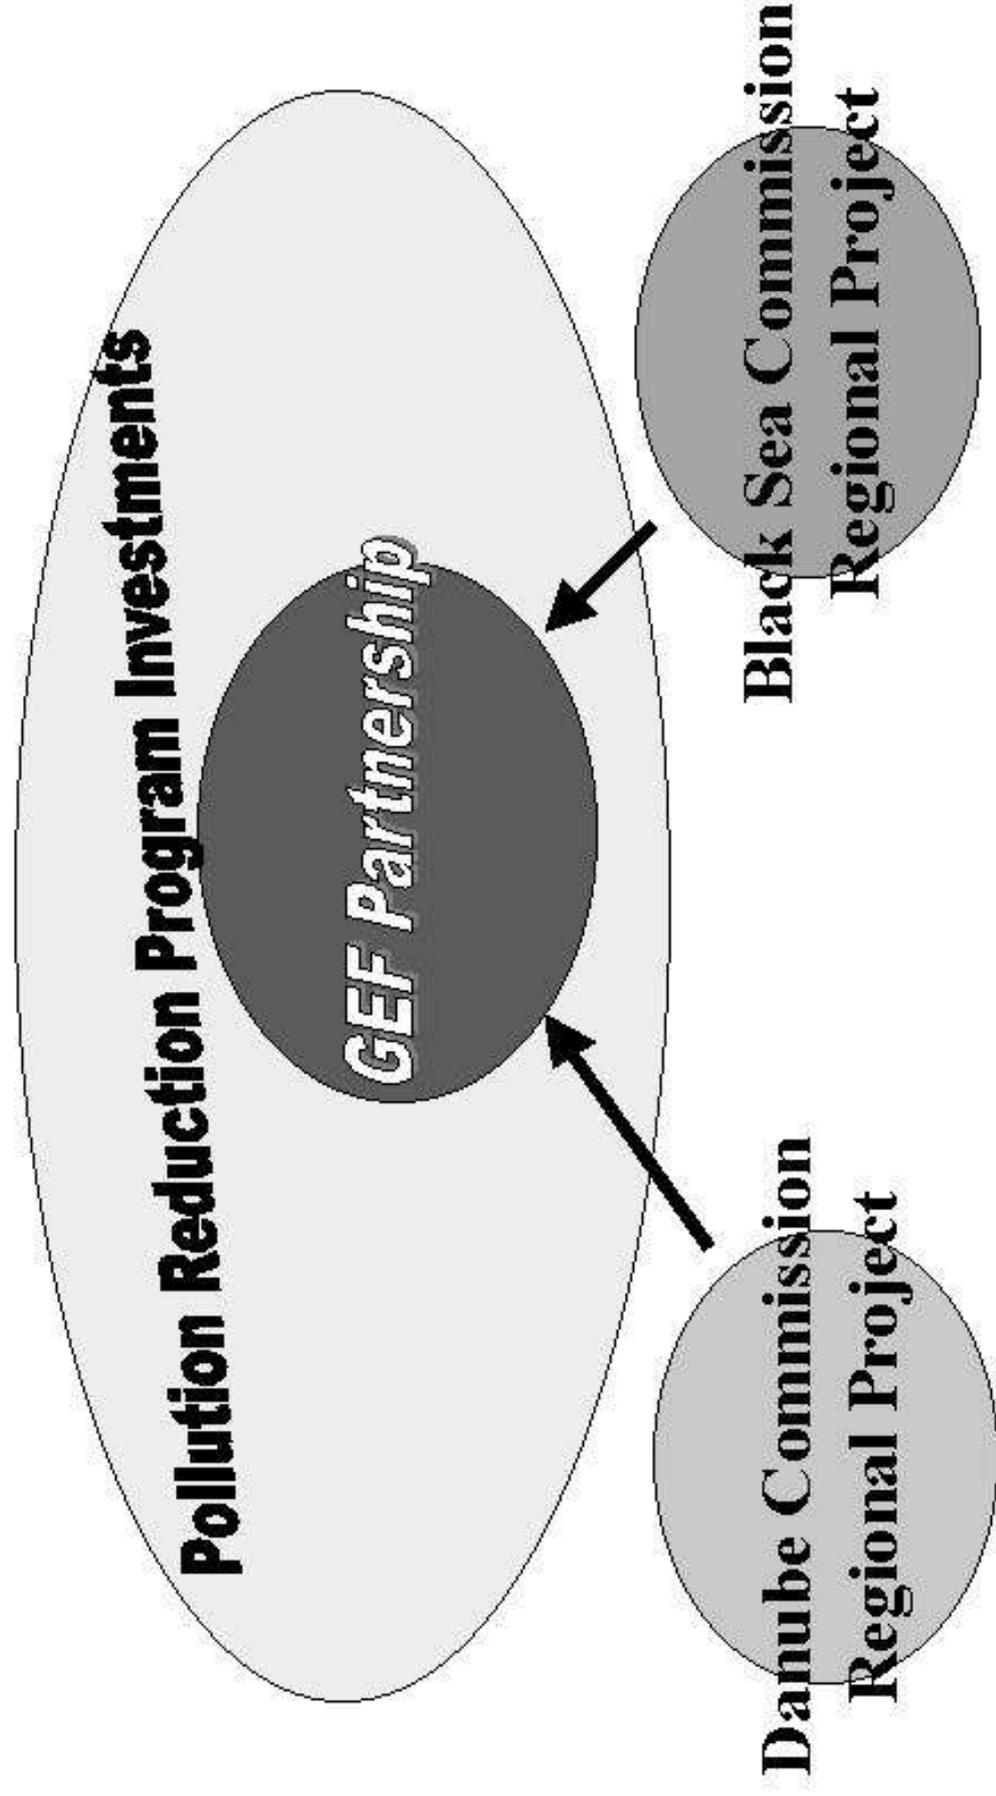 Pollution Reduction Program Investments
GEF Partnership
Danube Commission
Regional Project
Black Sea Commission
Regional Project